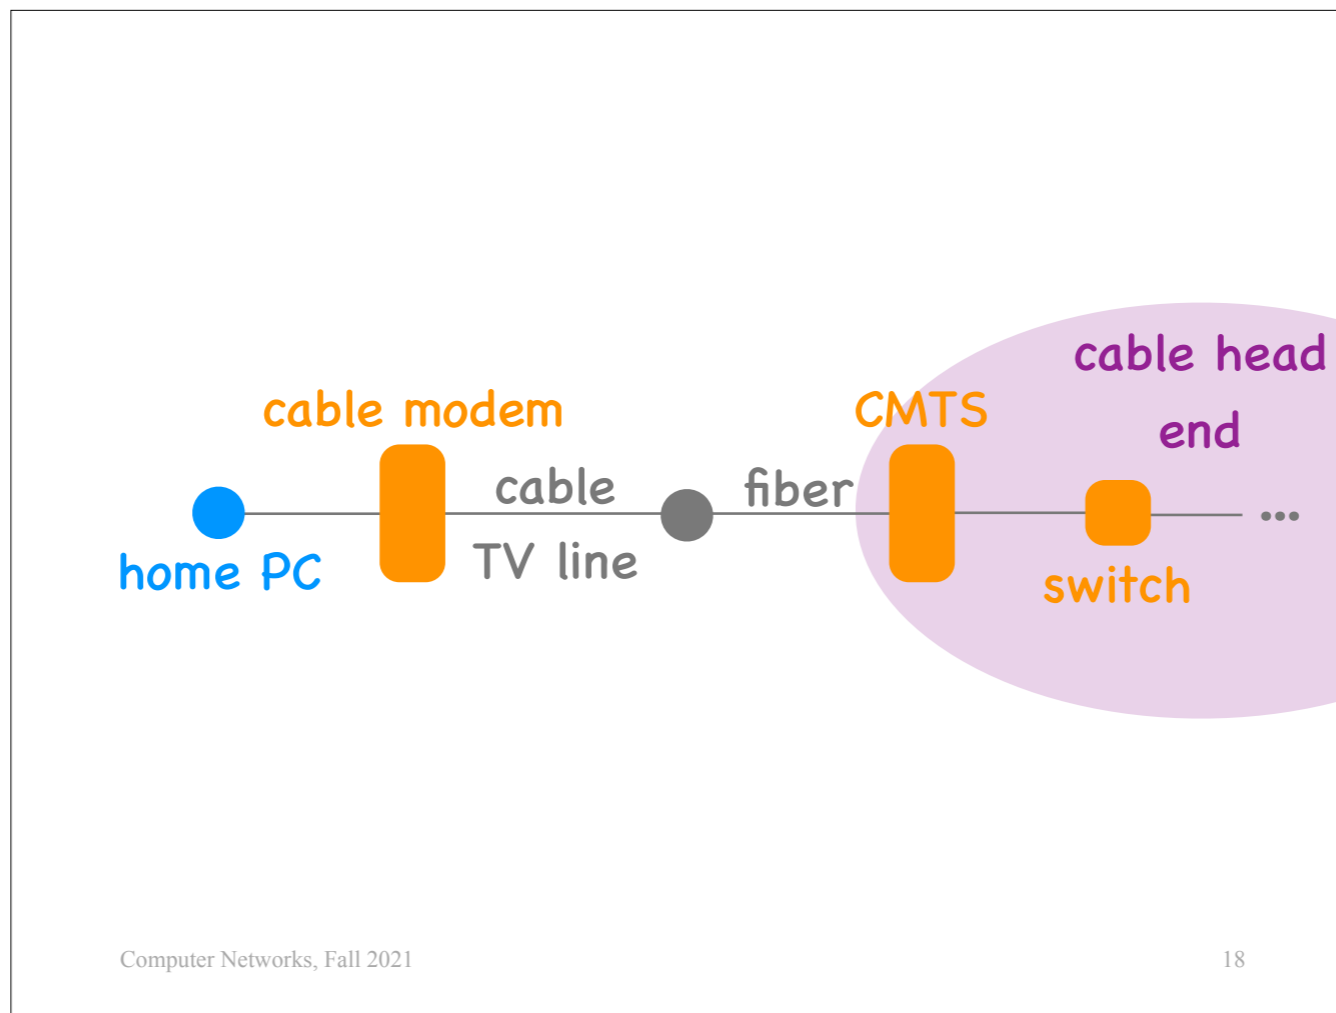 cable head
end
cable modem
CMTS
cable
fiber
TV line
home PC
switch
...
Computer Networks, Fall 2021
18